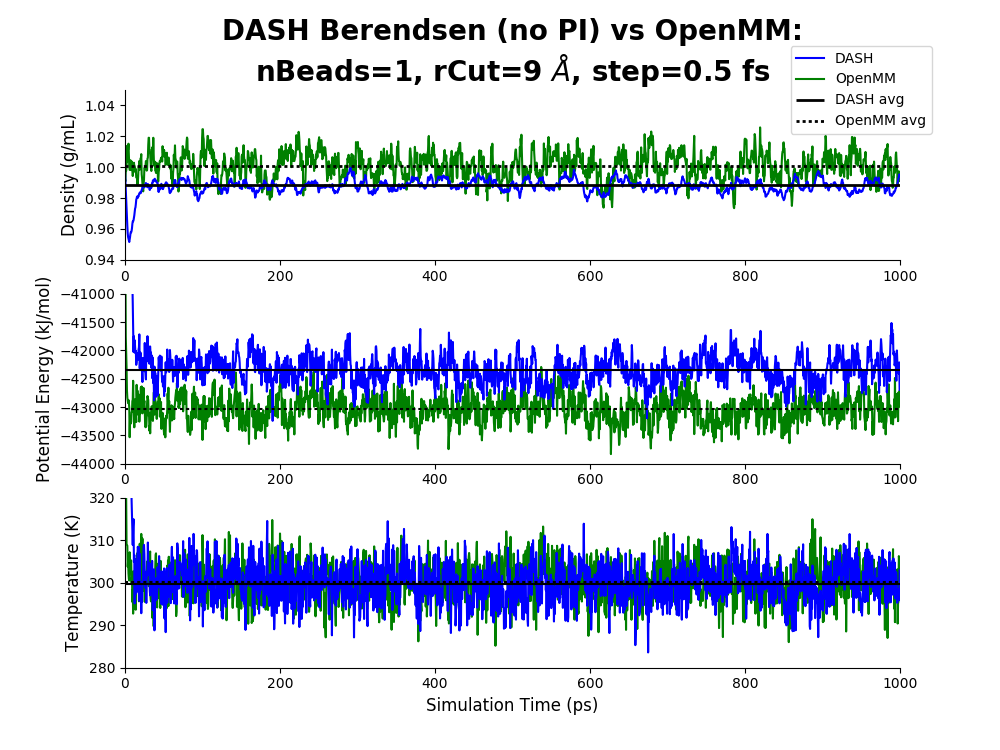 DASH Berendsen (no PI) vs OpenMM:
nBeads=1, rCut=9 Å, step=0.5 fs
DASH
OpenMM
DASH avg
OpenMM avg
Density (g/mL)
1.04
1.02
1.00
0.98
0.96
0.94
0 200 400 600 800 1000
Potential Energy (kJ/mol)
−41000
−41500
−42000
−42500
−43000
−43500
−44000
0 200 400 600 800 1000
Temperature (K)
320
310
300
290
280
0 200 400 600 800 1000
Simulation Time (ps)